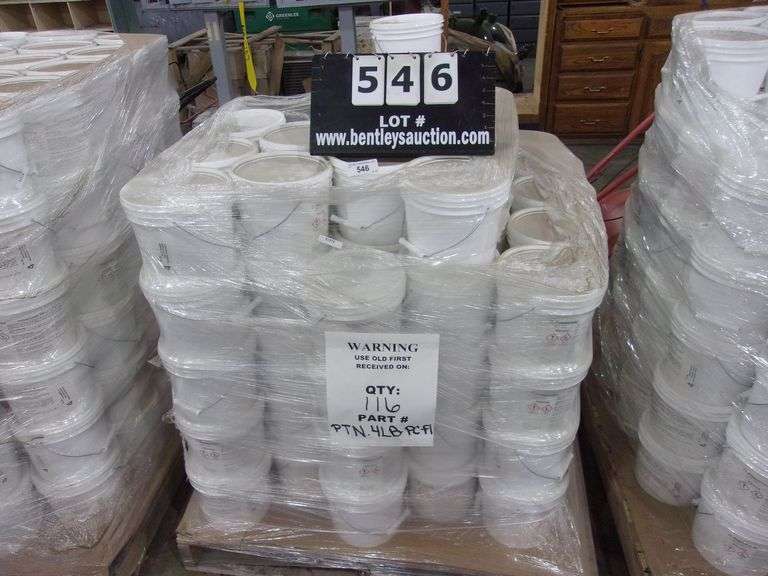 GREENLEE
546
LOT #
www.bentleysauction.com
546
WARNING
USE OLD FIRST
RECEIVED ON:
QTY:
116
PART #
PTN.4LB-PC-FI